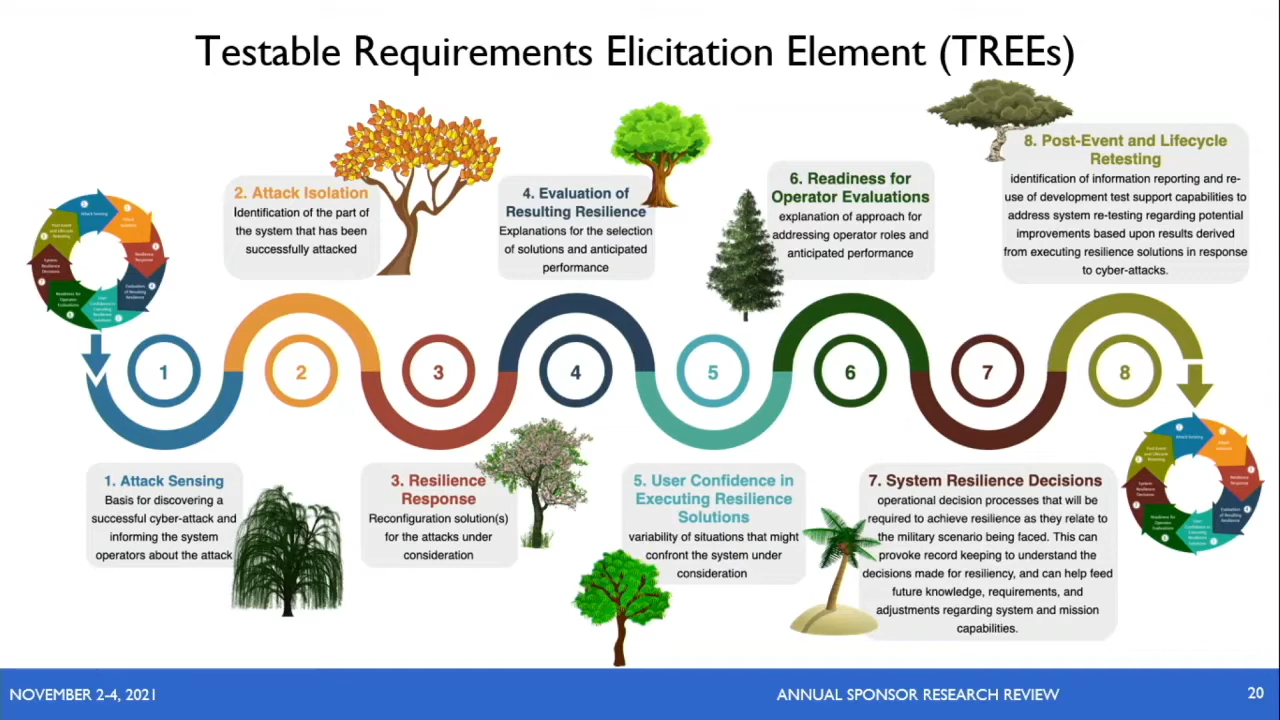 Testable Requirements Elicitation Element (TREEs)
2. Attack Isolation
Identification of the part of
the system that has been
successfully attacked
4. Evaluation of
Resulting Resilience
Explanations for the selection
of solutions and anticipated
performance
6. Readiness for
Operator Evaluations
explanation of approach for
addressing operator roles and
anticipated performance
8. Post-Event and Lifecycle
Retesting
identification of information reporting and re-
use of development test support capabilities to
address system re-testing regarding potential
improvements based upon results derived
from executing resilience solutions in response
to cyber-attacks.
1
2
3
4
5
6
7
8
1. Attack Sensing
Basis for discovering a
successful cyber-attack and
informing the system
operators about the attack
3. Resilience
Response
Reconfiguration solution(s)
for the attacks under
consideration
5. User Confidence in
Executing Resilience
Solutions
variability of situations that might
confront the system under
consideration
7. System Resilience Decisions
operational decision processes that will be
required to achieve resilience as they relate to
the military scenario being faced. This can
provoke record keeping to understand the
decisions made for resiliency, and can help feed
future knowledge, requirements, and
adjustments regarding system and mission
capabilities.
NOVEMBER 2-4, 2021
ANNUAL SPONSOR RESEARCH REVIEW
20